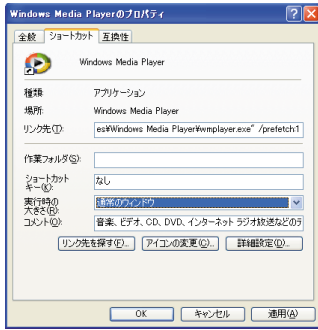 Windows Media Playerのプロパティ
全般 ショートカット 互換性
Windows Media Player
種類: アプリケーション
場所: Windows Media Player
リンク先(T): es¥Windows Media Player¥wmplayer.exe" /prefetch:1
作業フォルダ(S):
ショートカット
キー(K): なし
実行時の
大きさ(R): 通常のウィンドウ
コメント(O): 音楽、ビデオ、CD、DVD、インターネット ラジオ放送などのデ
リンク先を探す(F)... アイコンの変更(C)... 詳細設定(D)...
OK キャンセル 適用(A)